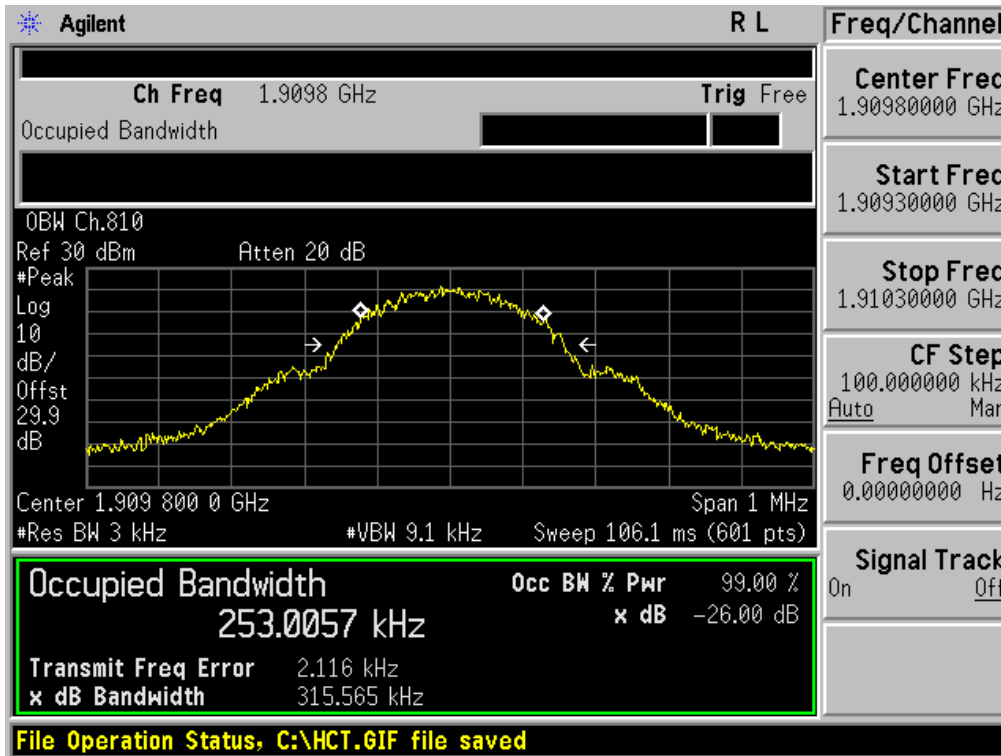 Agilent R L Freq/Channel
Ch Freq 1.9098 GHz Trig Free
Occupied Bandwidth
Center Freq
1.90980000 GHz
Start Freq
1.90930000 GHz
OBW Ch.810
Ref 30 dBm Atten 20 dB
#Peak
Log
10
dB/
Offst
29.9
dB
Stop Freq
1.91030000 GHz
CF Step
100.000000 kHz
Auto Man
Center 1.909 800 0 GHz Span 1 MHz
#Res BW 3 kHz #VBW 9.1 kHz Sweep 106.1 ms (601 pts)
Freq Offset
0.00000000 Hz
Occupied Bandwidth Occ BW % Pwr 99.00 %
253.0057 kHz x dB -26.00 dB
Transmit Freq Error 2.116 kHz
x dB Bandwidth 315.565 kHz
Signal Track
On Off
File Operation Status, C:\HCT.GIF file saved